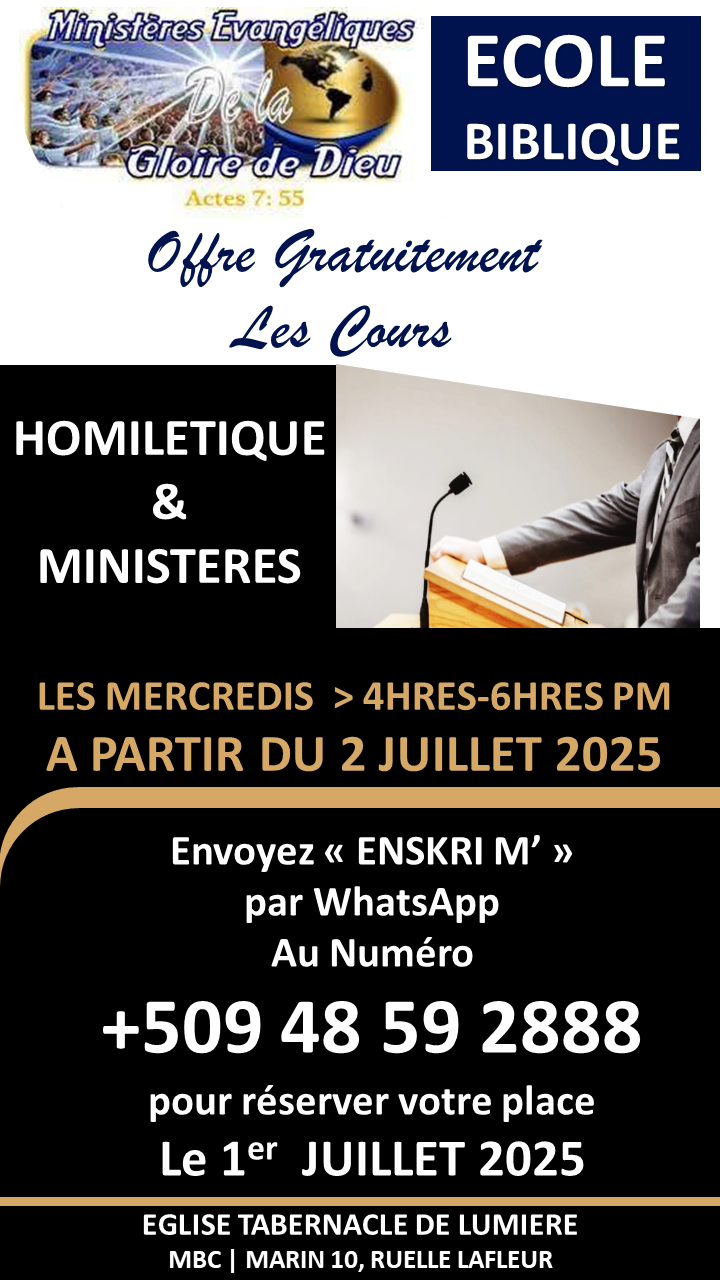 Ministères Evangéliques
De la
Gloire de Dieu
Actes 7: 55
ECOLE
BIBLIQUE
Offre Gratuitement
Les Cours
HOMILETIQUE
&
MINISTERES
LES MERCREDIS > 4HRES-6HRES PM
A PARTIR DU 2 JUILLET 2025
Envoyez « ENSKRI M’ »
par WhatsApp
Au Numéro
+509 48 59 2888
pour réserver votre place
Le 1er JUILLET 2025
EGLISE TABERNACLE DE LUMIERE
MBC | MARIN 10, RUELLE LAFLEUR